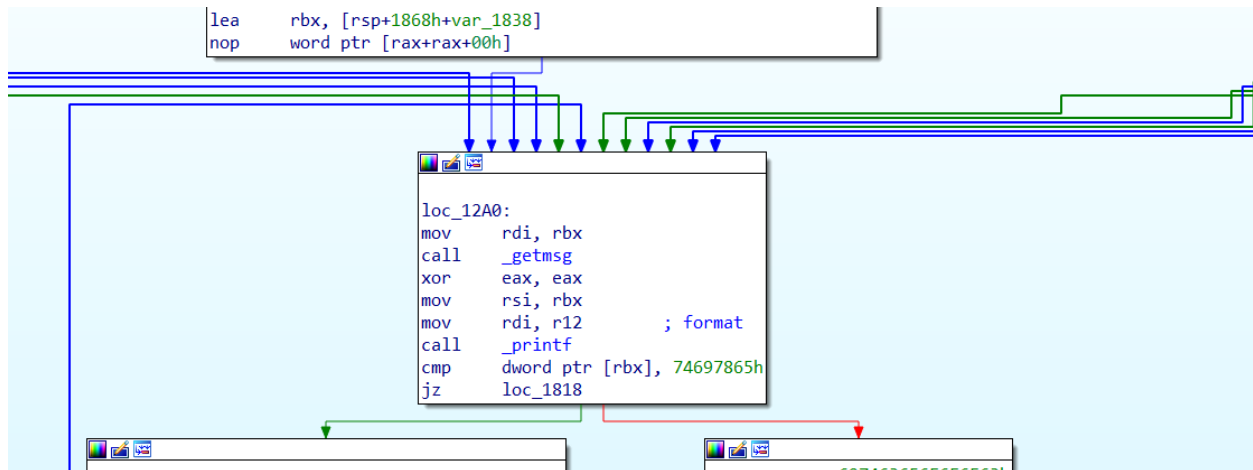 lea rbx, [rsp+1868h+var_1838]
nop word ptr [rax+rax+00h]
loc_12A0:
mov rdi, rbx
call _getmsg
xor eax, eax
mov rsi, rbx
mov rdi, r12 ; format
call _printf
cmp dword ptr [rbx], 74697865h
jz loc_1818